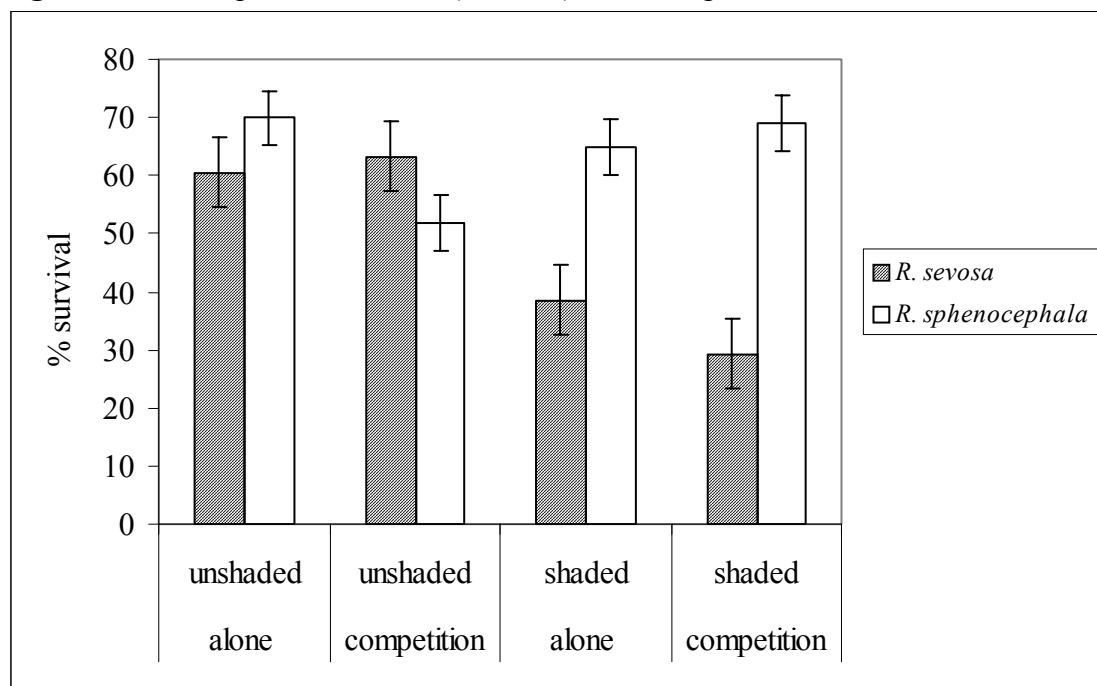 80
70
60
50
40
30
20
10
0
% survival
R. sevosa
R. sphenocephala
unshaded unshaded shaded shaded
alone competition alone competition